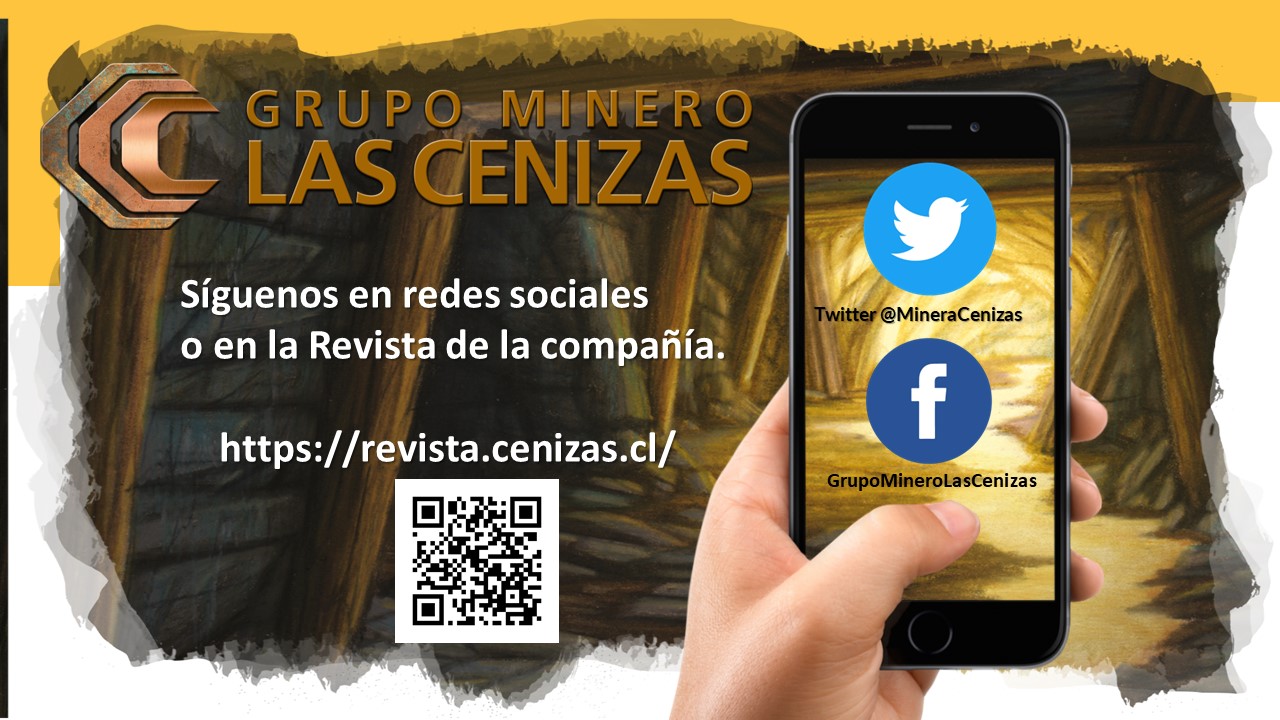 GRUPO MINERO
LAS CENIZAS
Síguenos en redes sociales
o en la Revista de la compañía.
https://revista.cenizas.cl/
Twitter @MineraCenizas
GrupoMineroLasCenizas